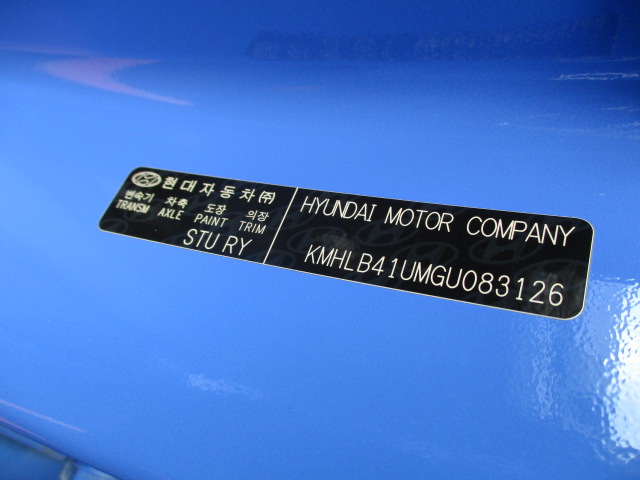 현대자동차㈜
변속기 차축 도장 의장
TRANSM AXLE PAINT TRIM
STU RY
HYUNDAI MOTOR COMPANY
KMHLB41UMGU083126